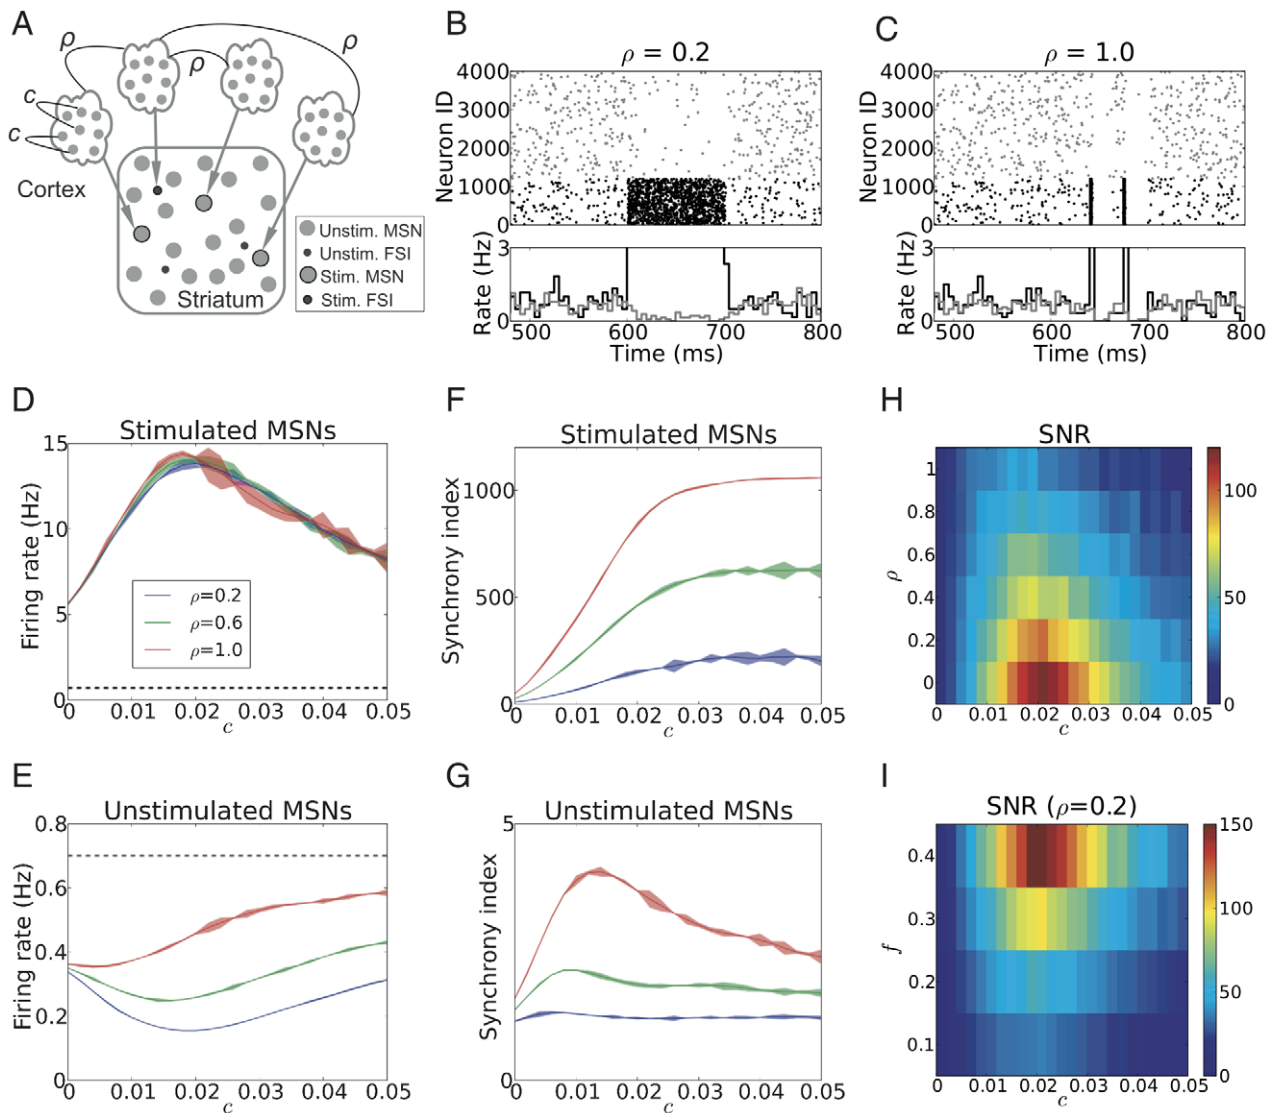 A
ρ
ρ
ρ
c
c
Cortex
Striatum
Unstim. MSN
Unstim. FSI
Stim. MSN
Stim. FSI
B
ρ = 0.2
Neuron ID
4000
3000
2000
1000
0
Rate (Hz)
3
0
500
600
700
800
Time (ms)
C
ρ = 1.0
Neuron ID
4000
3000
2000
1000
0
Rate (Hz)
3
0
500
600
700
800
Time (ms)
D
Stimulated MSNs
Firing rate (Hz)
15
10
5
0
ρ=0.2
ρ=0.6
ρ=1.0
0 0.01 0.02 0.03 0.04 0.05
c
F
Stimulated MSNs
Synchrony index
1000
500
0
0 0.01 0.02 0.03 0.04 0.05
c
H
SNR
ρ
1
0.8
0.6
0.4
0.2
0
0 0.01 0.02 0.03 0.04 0.05
c
100
50
0
E
Unstimulated MSNs
Firing rate (Hz)
0.8
0.6
0.4
0.2
0
0 0.01 0.02 0.03 0.04 0.05
c
G
Unstimulated MSNs
Synchrony index
5
0
0 0.01 0.02 0.03 0.04 0.05
c
I
SNR (ρ=0.2)
f
0.4
0.3
0.2
0.1
0 0.01 0.02 0.03 0.04 0.05
c
150
100
50
0